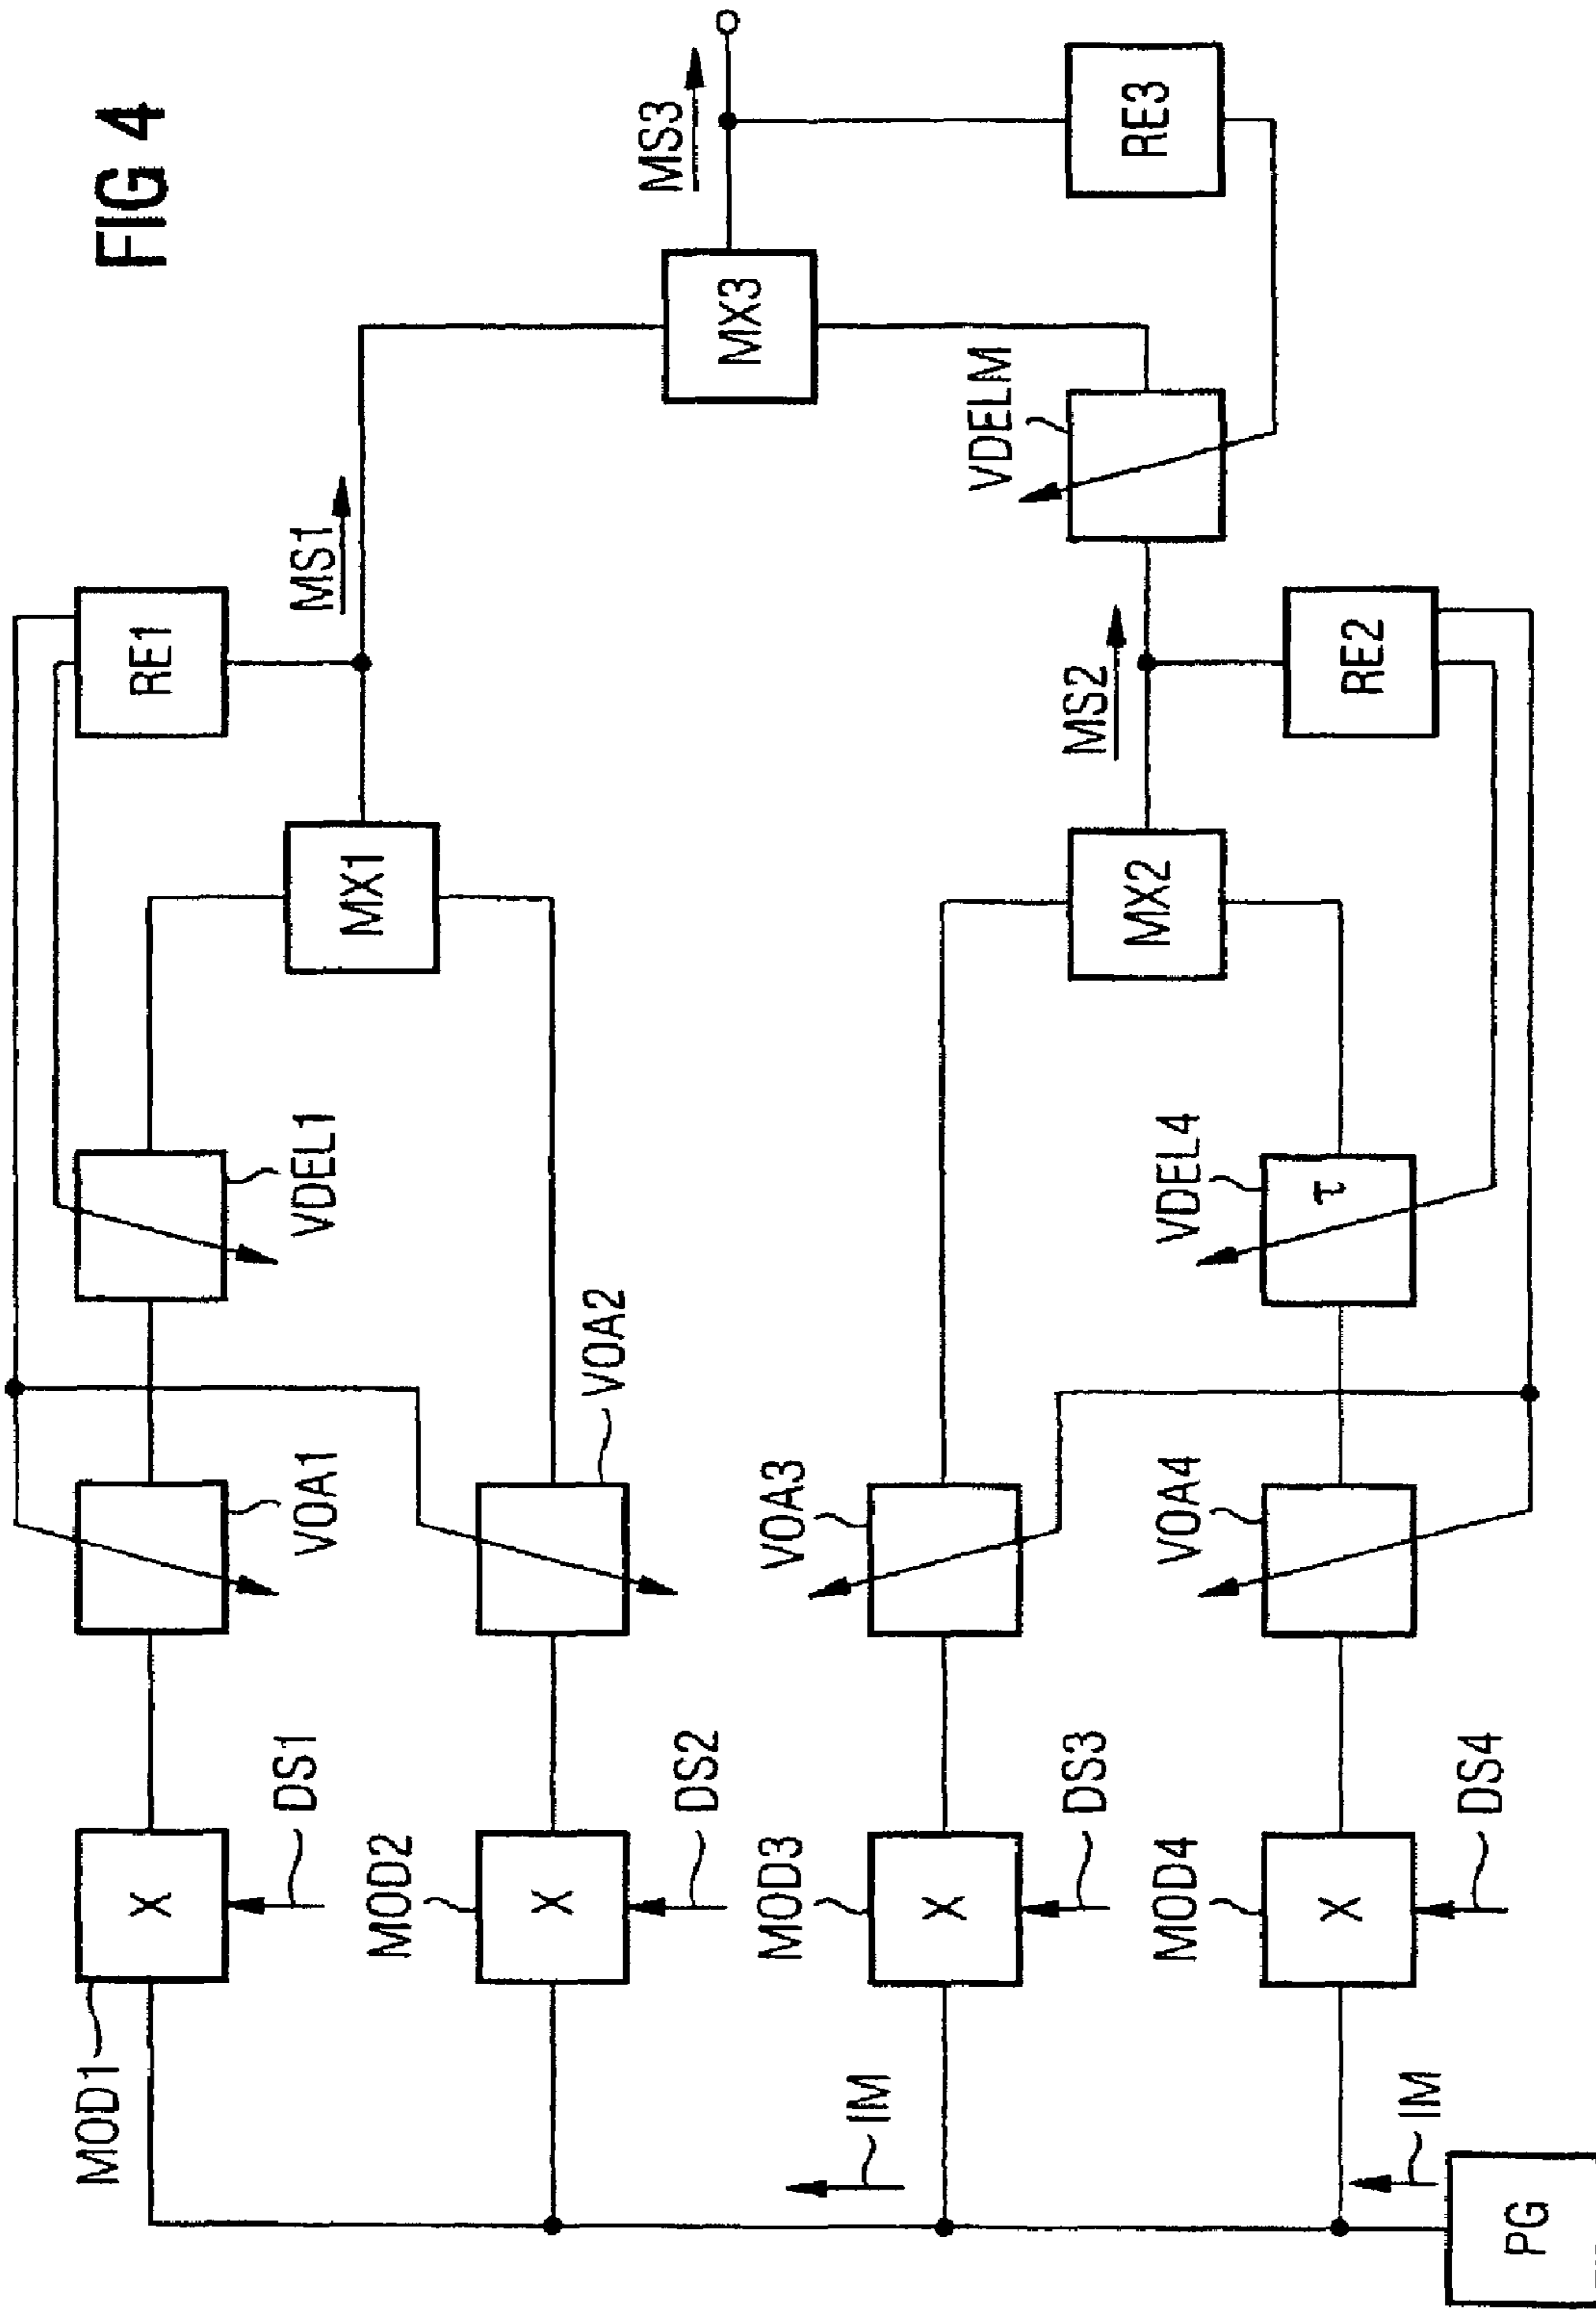 FIG 4
MS3
RE3
MX3
VDELM
MS1
RE1
MS2
RE2
MX1
MX2
VDEL1
VDEL4
τ
VOA2
VOA1
VOA3
VOA4
DS1
DS2
DS3
DS4
MOD1
X
MOD2
X
MOD3
X
MOD4
X
IM
IM
PG